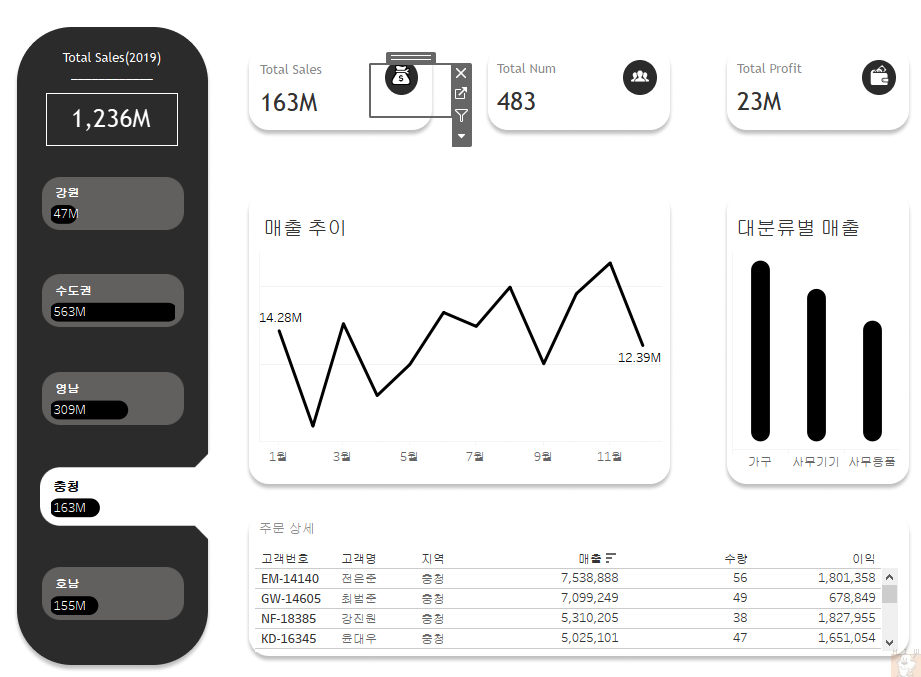 Total Sales(2019)
1,236M
강원
47M
수도권
563M
영남
309M
충청
163M
호남
155M
Total Sales
163M
Total Num
483
Total Profit
23M
매출 추이
14.28M
12.39M
1월 3월 5월 7월 9월 11월
대분류별 매출
가구 사무기기 사무용품
주문 상세
고객번호 고객명 지역 매출 수량 이익
EM-14140 전은준 충청 7,538,888 56 1,801,358
GW-14605 최범준 충청 7,099,249 49 678,849
NF-18385 강진원 충청 5,310,205 38 1,827,955
KD-16345 윤대우 충청 5,025,101 47 1,651,054